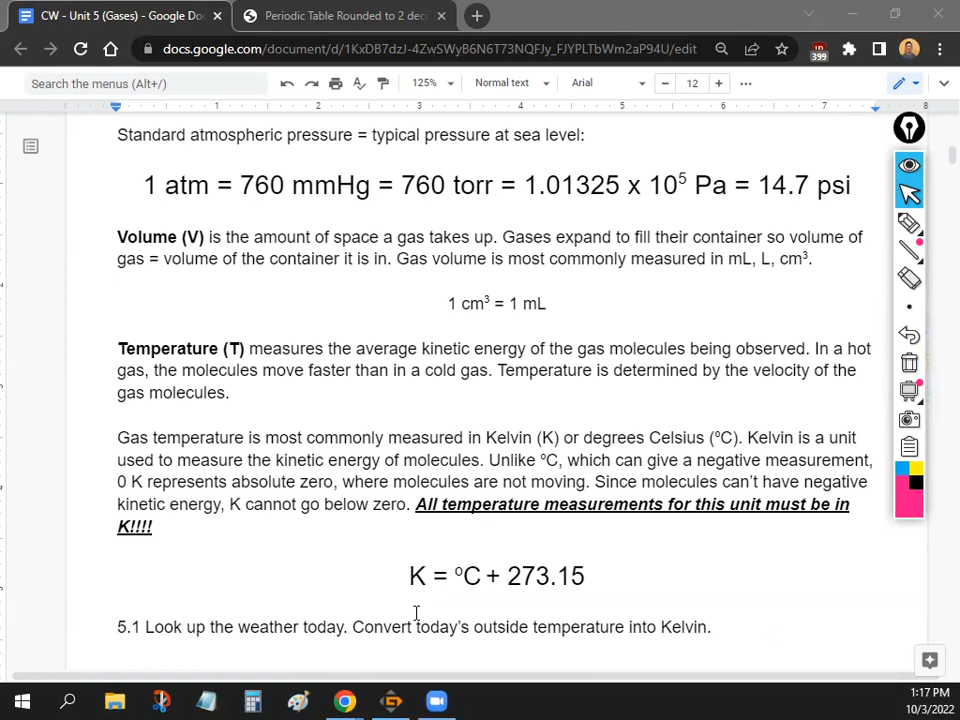 CW - Unit 5 (Gases) - Google Do
Periodic Table Rounded to 2 dec
docs.google.com/document/d/1KxDB7dzJ-4ZwSWyB6N6T73NQFJy_FJYPLTbWm2aP94U/edit
399
Search the menus (Alt+/)
125%
Normal text
Arial
12
1 2 3 4 5 6 7 8
Standard atmospheric pressure = typical pressure at sea level:
1 atm = 760 mmHg = 760 torr = 1.01325 x 10⁵ Pa = 14.7 psi
Volume (V) is the amount of space a gas takes up. Gases expand to fill their container so volume of
gas = volume of the container it is in. Gas volume is most commonly measured in mL, L, cm³.
1 cm³ = 1 mL
Temperature (T) measures the average kinetic energy of the gas molecules being observed. In a hot
gas, the molecules move faster than in a cold gas. Temperature is determined by the velocity of the
gas molecules.
Gas temperature is most commonly measured in Kelvin (K) or degrees Celsius (ºC). Kelvin is a unit
used to measure the kinetic energy of molecules. Unlike ºC, which can give a negative measurement,
0 K represents absolute zero, where molecules are not moving. Since molecules can't have negative
kinetic energy, K cannot go below zero. All temperature measurements for this unit must be in
K!!!!
K = ºC + 273.15
5.1 Look up the weather today. Convert today's outside temperature into Kelvin.
1:17 PM
10/3/2022